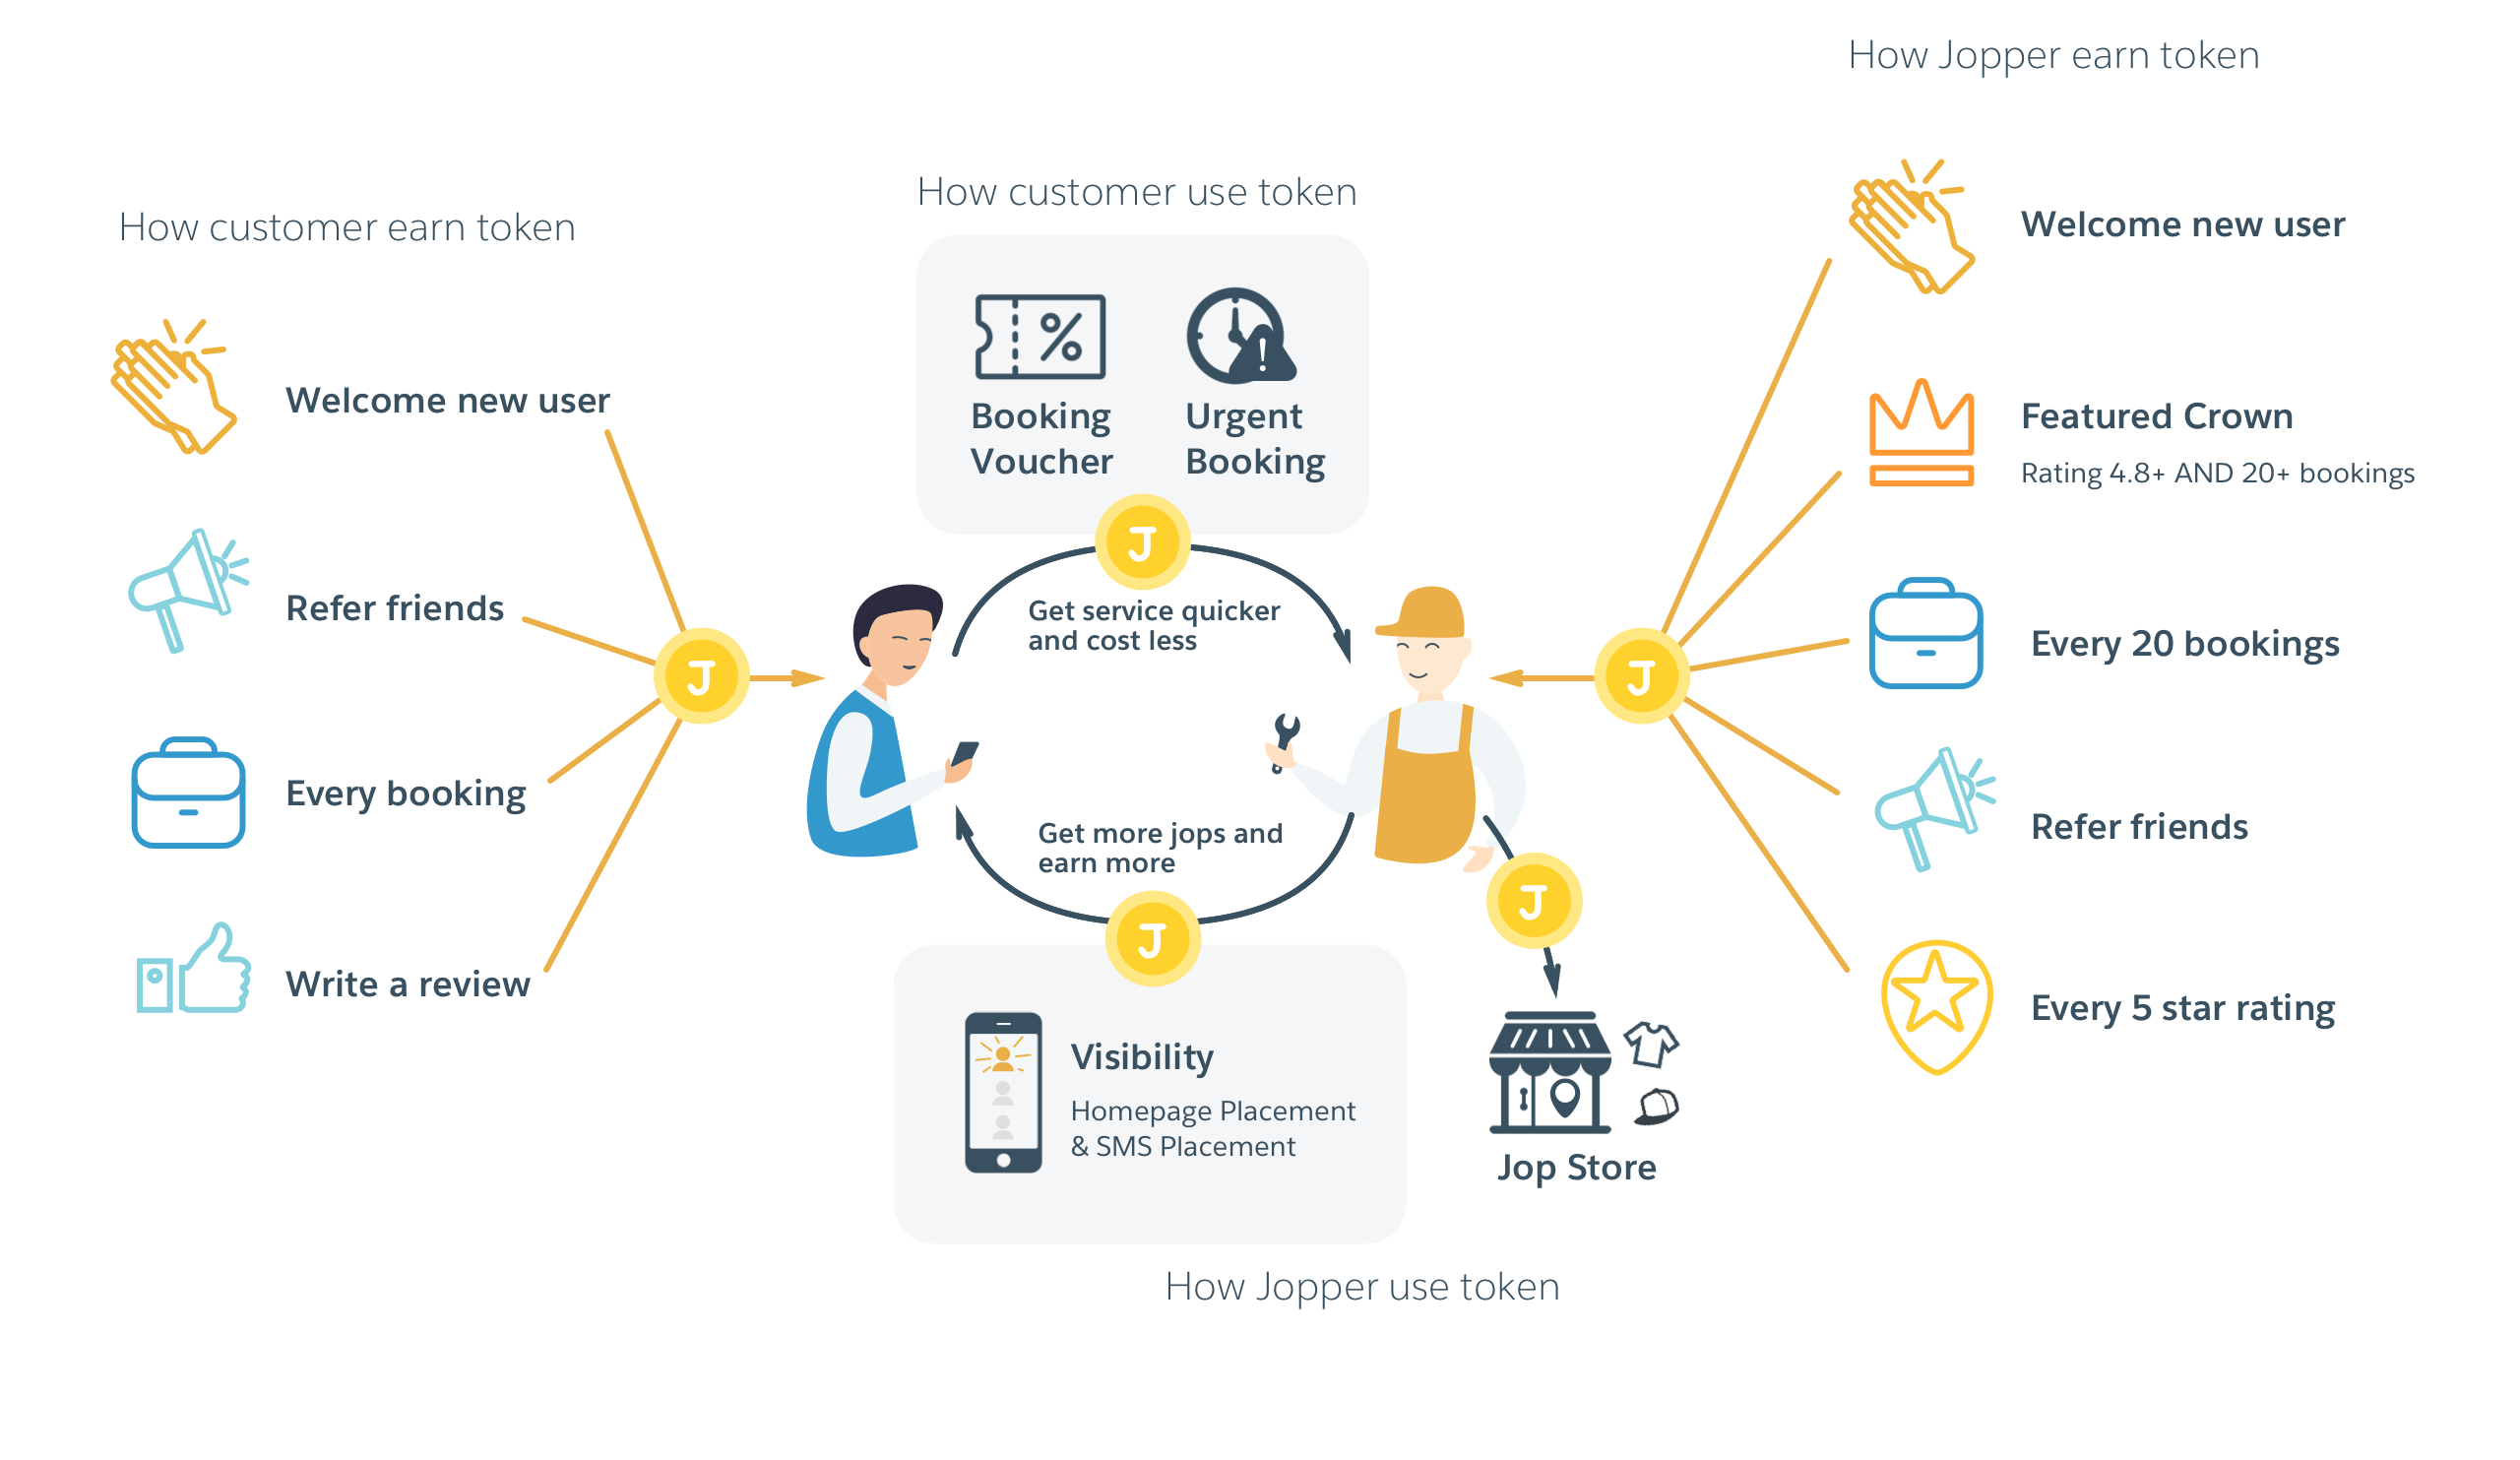 How customer earn token
Welcome new user
Refer friends
Every booking
Write a review
How customer use token
Booking
Voucher
Urgent
Booking
J
Get service quicker
and cost less
J
J
Get more jops and
earn more
J
J
Visibility
Homepage Placement
& SMS Placement
Jop Store
How Jopper use token
How Jopper earn token
Welcome new user
Featured Crown
Rating 4.8+ AND 20+ bookings
Every 20 bookings
Refer friends
Every 5 star rating